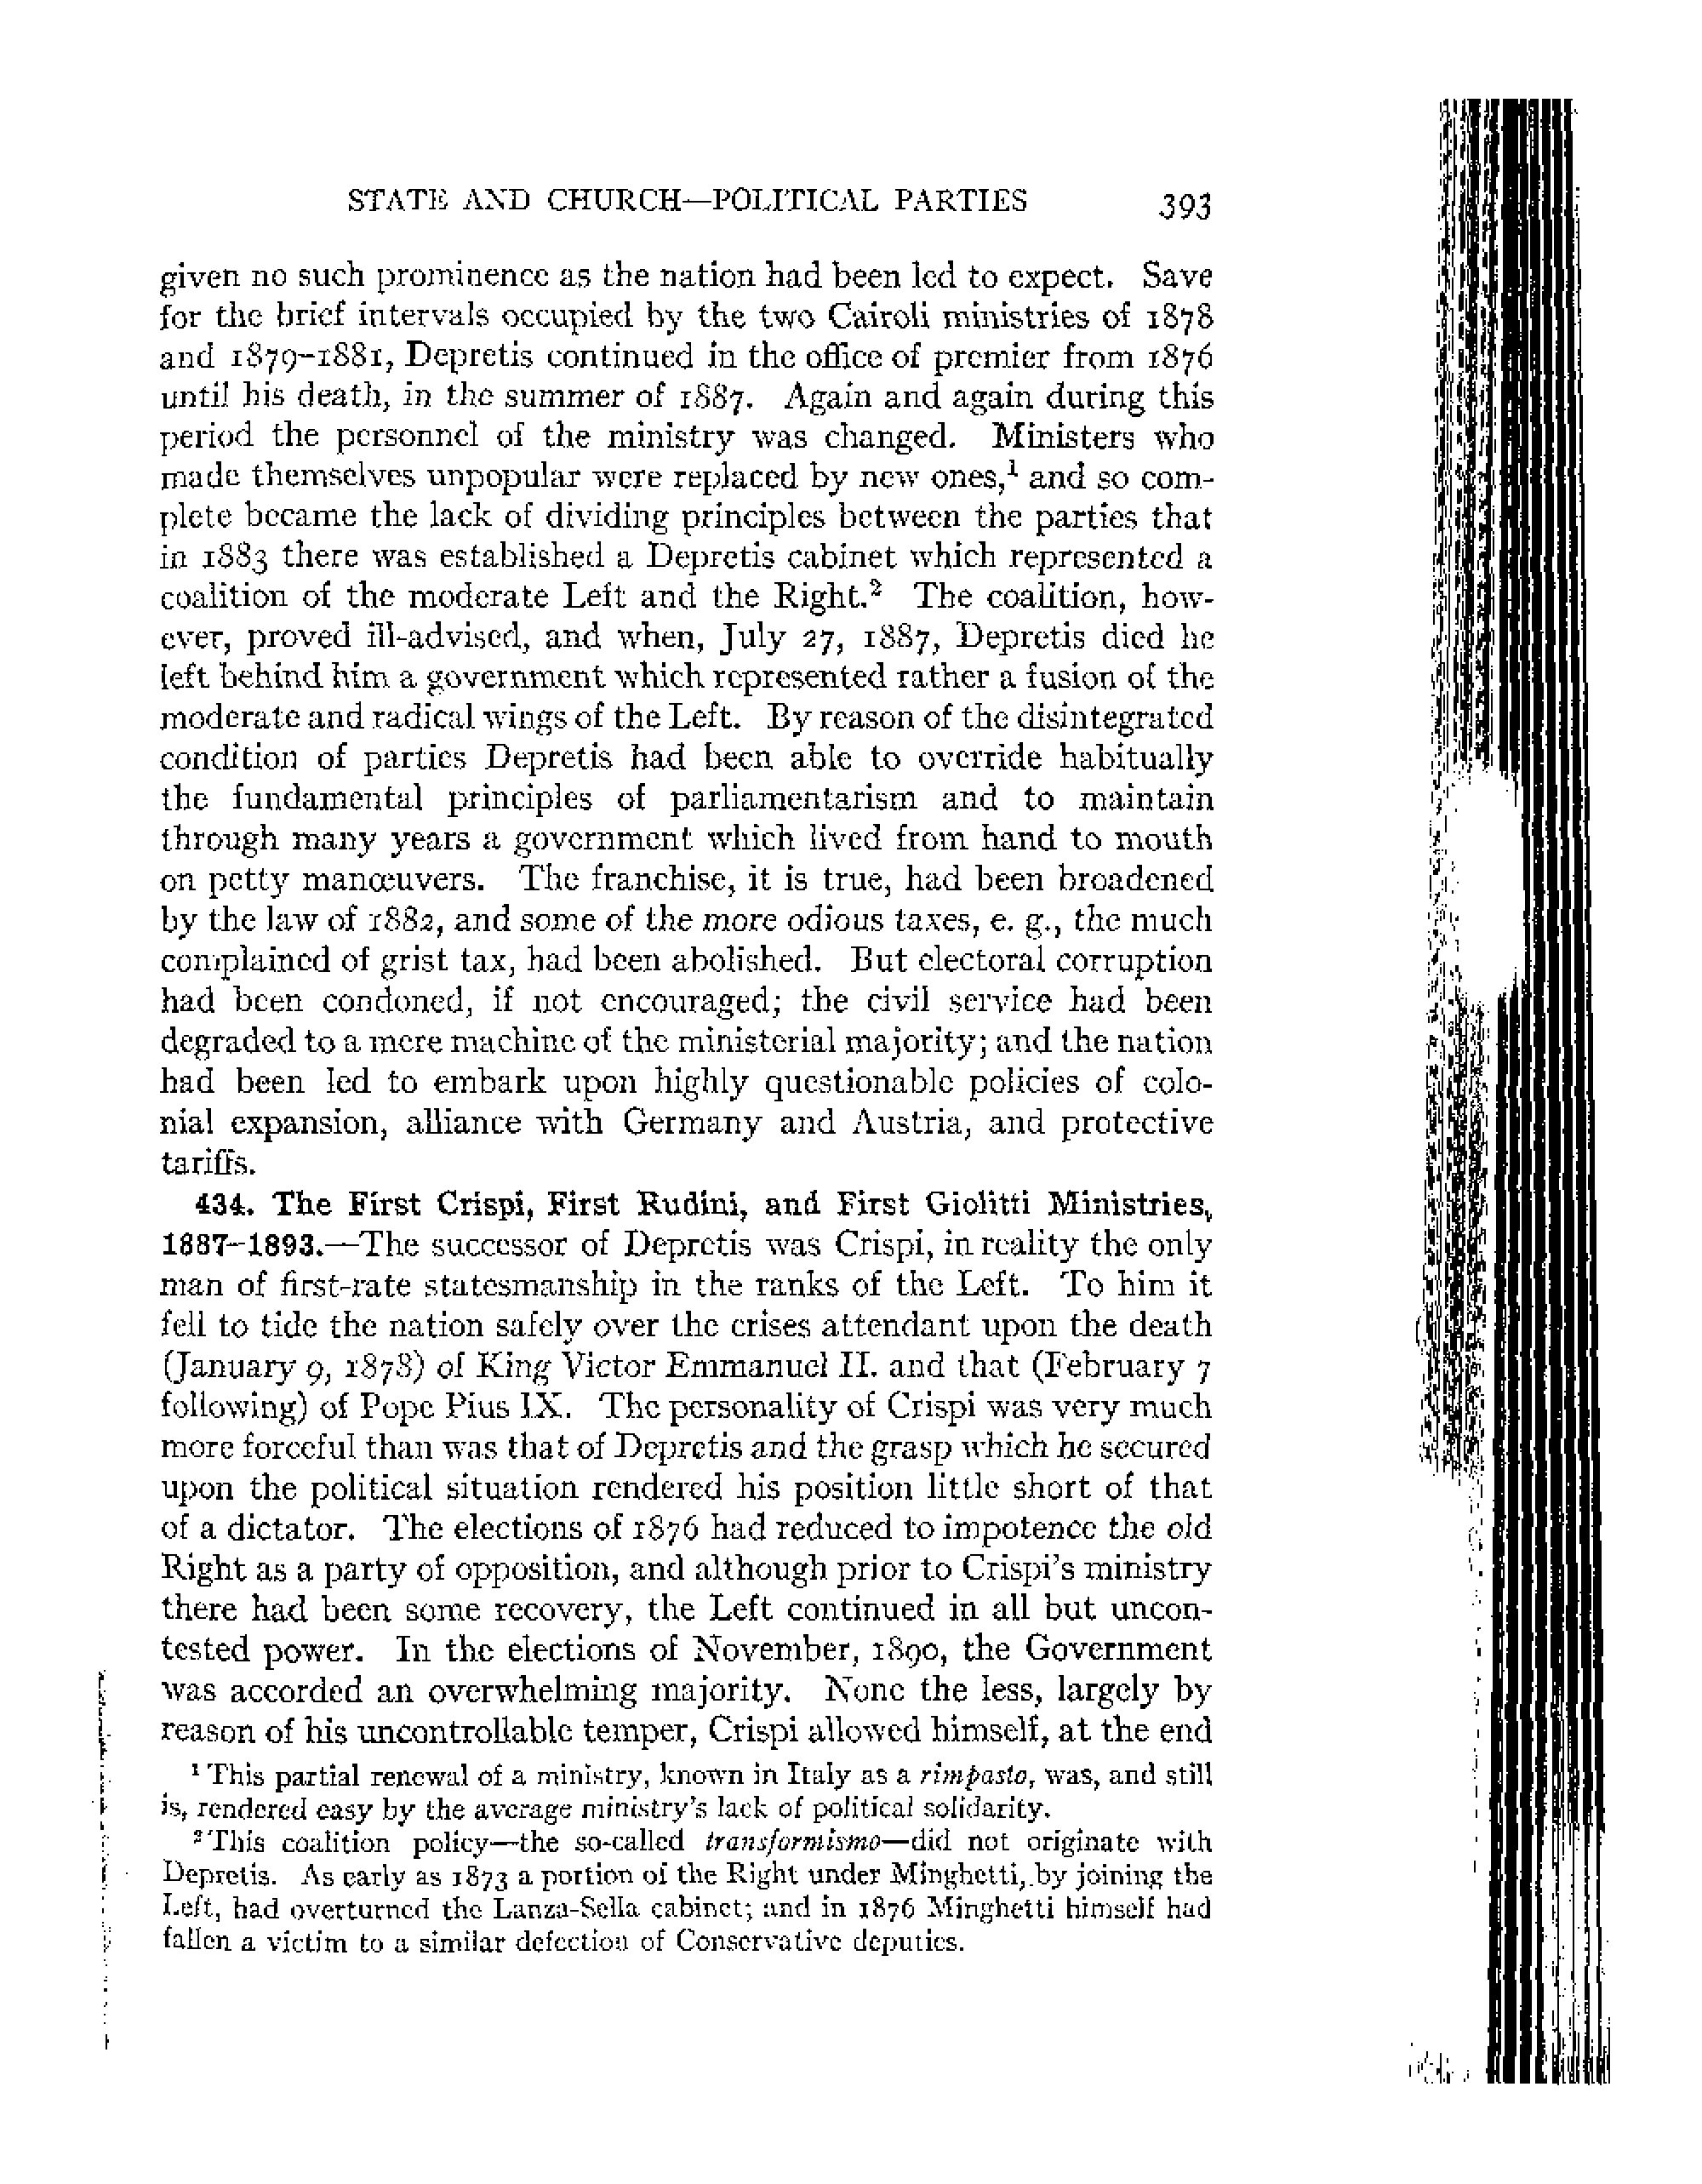 STATE AND CHURCH—POLITICAL PARTIES 393
given no such prominence as the nation had been led to expect. Save
for the brief intervals occupied by the two Cairoli ministries of 1878
and 1879–1881, Depretis continued in the office of premier from 1876
until his death, in the summer of 1887. Again and again during this
period the personnel of the ministry was changed. Ministers who
made themselves unpopular were replaced by new ones,¹ and so com-
plete became the lack of dividing principles between the parties that
in 1883 there was established a Depretis cabinet which represented a
coalition of the moderate Left and the Right.² The coalition, how-
ever, proved ill-advised, and when, July 27, 1887, Depretis died he
left behind him a government which represented rather a fusion of the
moderate and radical wings of the Left. By reason of the disintegrated
condition of parties Depretis had been able to override habitually
the fundamental principles of parliamentarism and to maintain
through many years a government which lived from hand to mouth
on petty manœuvers. The franchise, it is true, had been broadened
by the law of 1882, and some of the more odious taxes, e. g., the much
complained of grist tax, had been abolished. But electoral corruption
had been condoned, if not encouraged; the civil service had been
degraded to a mere machine of the ministerial majority; and the nation
had been led to embark upon highly questionable policies of colo-
nial expansion, alliance with Germany and Austria, and protective
tariffs.
434. The First Crispi, First Rudini, and First Giolitti Ministries,
1887–1893.—The successor of Depretis was Crispi, in reality the only
man of first-rate statesmanship in the ranks of the Left. To him it
fell to tide the nation safely over the crises attendant upon the death
(January 9, 1878) of King Victor Emmanuel II. and that (February 7
following) of Pope Pius IX. The personality of Crispi was very much
more forceful than was that of Depretis and the grasp which he secured
upon the political situation rendered his position little short of that
of a dictator. The elections of 1876 had reduced to impotence the old
Right as a party of opposition, and although prior to Crispi's ministry
there had been some recovery, the Left continued in all but uncon-
tested power. In the elections of November, 1890, the Government
was accorded an overwhelming majority. None the less, largely by
reason of his uncontrollable temper, Crispi allowed himself, at the end
¹ This partial renewal of a ministry, known in Italy as a rimpasto, was, and still
is, rendered easy by the average ministry's lack of political solidarity.
² This coalition policy—the so-called transformismo—did not originate with
Depretis. As early as 1873 a portion of the Right under Minghetti, by joining the
Left, had overturned the Lanza-Sella cabinet; and in 1876 Minghetti himself had
fallen a victim to a similar defection of Conservative deputies.